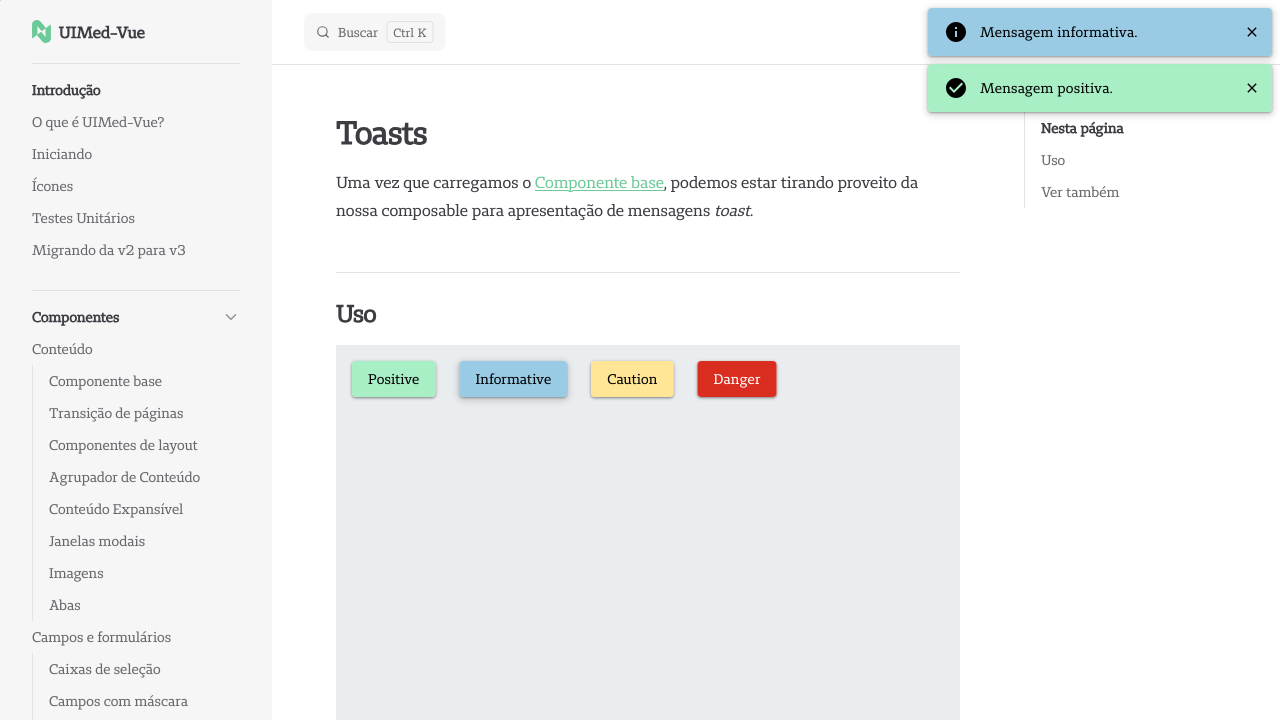 UIMed-Vue
Introdução
O que é UIMed-Vue?
Iniciando
Ícones
Testes Unitários
Migrando da v2 para v3
Componentes
Conteúdo
Componente base
Transição de páginas
Componentes de layout
Agrupador de Conteúdo
Conteúdo Expansível
Janelas modais
Imagens
Abas
Campos e formulários
Caixas de seleção
Campos com máscara
Buscar Ctrl K
Toasts
Uma vez que carregamos o Componente base, podemos estar tirando proveito da
nossa composable para apresentação de mensagens toast.
Uso
Positive Informative Caution Danger
Mensagem informativa.
Mensagem positiva.
Nesta página
Uso
Ver também